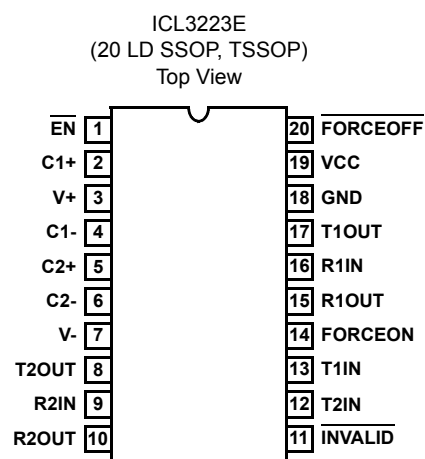 ICL3223E
(20 LD SSOP, TSSOP)
Top View
EN 1 20 FORCEOFF
C1+ 2 19 VCC
V+ 3 18 GND
C1- 4 17 T1OUT
C2+ 5 16 R1IN
C2- 6 15 R1OUT
V- 7 14 FORCEON
T2OUT 8 13 T1IN
R2IN 9 12 T2IN
R2OUT 10 11 INVALID